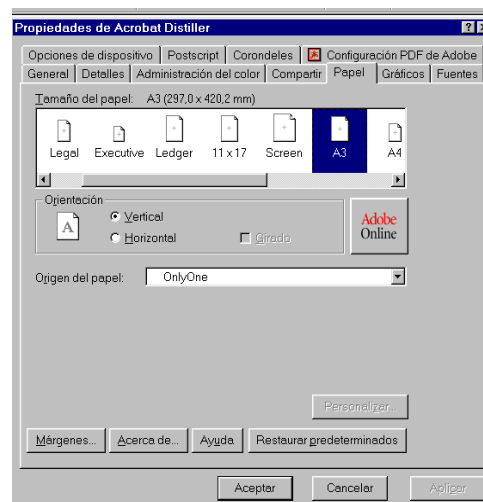 Propiedades de Acrobat Distiller
Opciones de dispositivo Postscript Corondeles Configuración PDF de Adobe
General Detalles Administración del color Compartir Papel Gráficos Fuentes
Tamaño del papel: A3 (297,0 x 420,2 mm)
Legal Executive Ledger 11 x 17 Screen A3 A4
Orientación
A
Vertical
Horizontal
Girado
Adobe
Online
Origen del papel: OnlyOne
Personalizar...
Márgenes... Acerca de... Ayuda Restaurar predeterminados
Aceptar Cancelar Aplicar